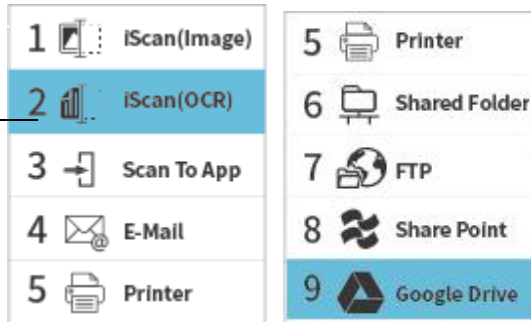 1 iScan(Image)
2 iScan(OCR)
3 Scan To App
4 E-Mail
5 Printer
5 Printer
6 Shared Folder
7 FTP
8 Share Point
9 Google Drive